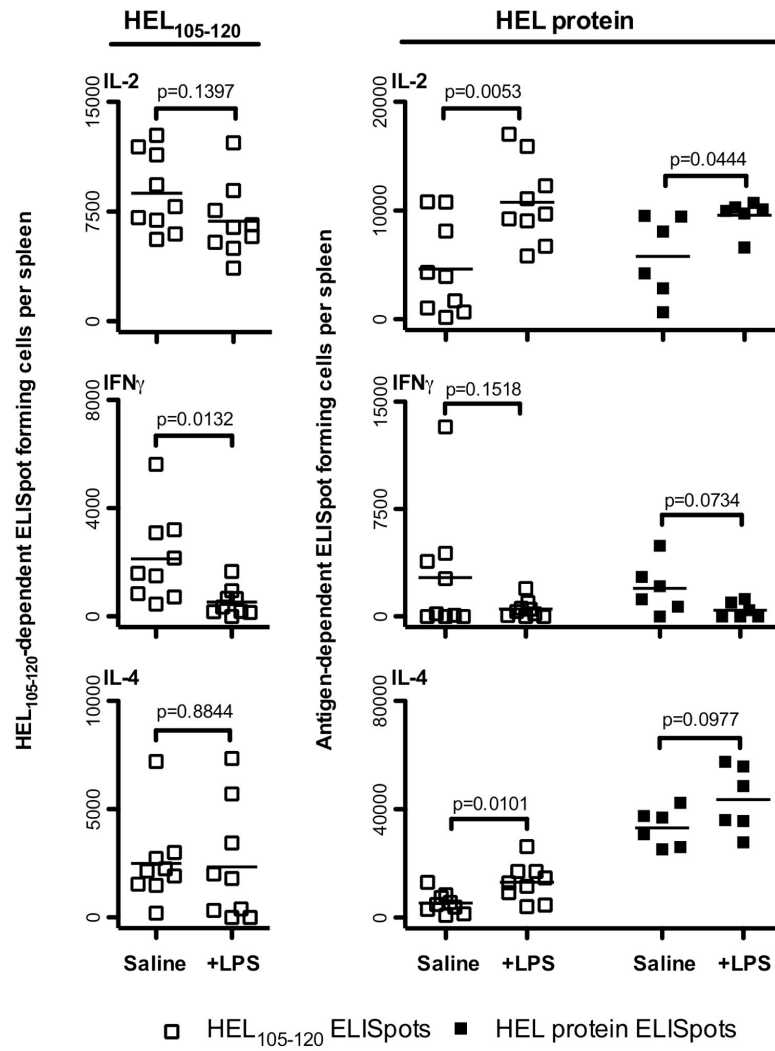 HEL105-120
HEL protein
HEL105-120-dependent ELISpot forming cells per spleen
Antigen-dependent ELISpot forming cells per spleen
IL-2
p=0.1397
15000
7500
0
IL-2
p=0.0053
p=0.0444
20000
10000
0
IFNγ
p=0.0132
8000
4000
0
IFNγ
p=0.1518
p=0.0734
15000
7500
0
IL-4
p=0.8844
10000
5000
0
IL-4
p=0.0101
p=0.0977
80000
40000
0
Saline +LPS
Saline +LPS Saline +LPS
HEL105-120 ELISpots HEL protein ELISpots